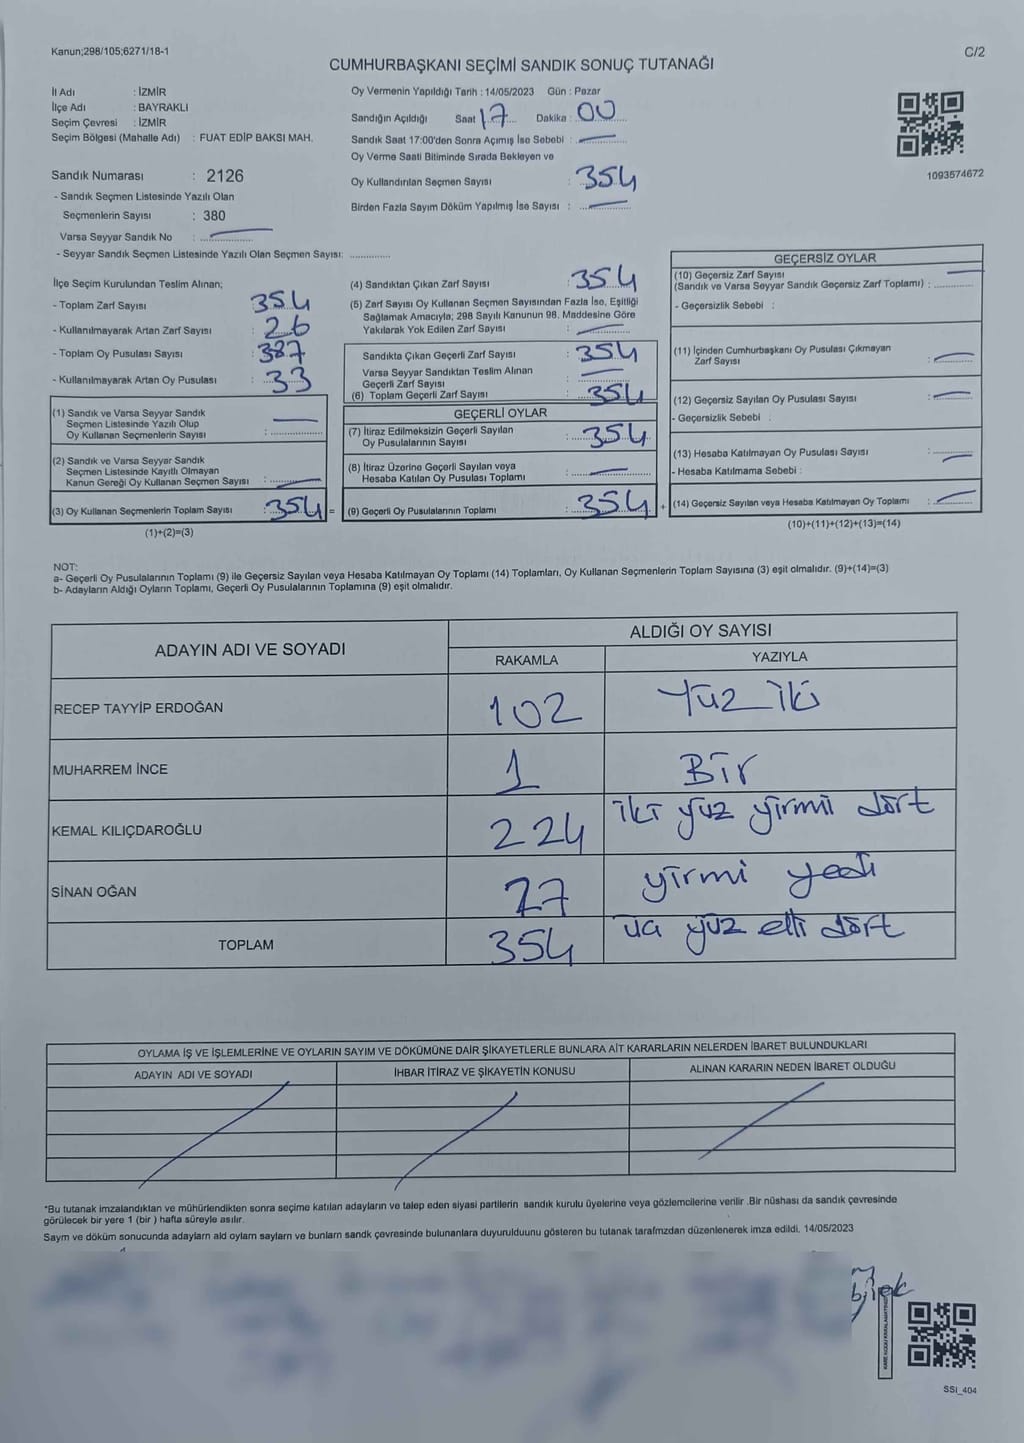 Kanun;298/105;6271/18-1
C/2
CUMHURBAŞKANI SEÇİMİ SANDIK SONUÇ TUTANAĞI
İl Adı : İZMİR
İlçe Adı : BAYRAKLI
Seçim Çevresi : İZMİR
Seçim Bölgesi (Mahalle Adı) : FUAT EDİP BAKSI MAH.
Sandık Numarası : 2126
- Sandık Seçmen Listesinde Yazılı Olan
Seçmenlerin Sayısı : 380
Varsa Seyyar Sandık No :
- Seyyar Sandık Seçmen Listesinde Yazılı Olan Seçmen Sayısı:
Oy Vermenin Yapıldığı Tarih : 14/05/2023 Gün : Pazar
Sandığın Açıldığı Saat 17 Dakika : 00
Sandık Saat 17:00'den Sonra Açımış İse Sebebi :
Oy Verme Saati Bitiminde Sırada Bekleyen ve
Oy Kullandırılan Seçmen Sayısı : 354
Birden Fazla Sayım Döküm Yapılmış İse Sayısı :
1093574672
İlçe Seçim Kurulundan Teslim Alınan;
- Toplam Zarf Sayısı : 354
- Kullanılmayarak Artan Zarf Sayısı : 26
- Toplam Oy Pusulası Sayısı : 387
- Kullanılmayarak Artan Oy Pusulası : 33
(1) Sandık ve Varsa Seyyar Sandık
Seçmen Listesinde Yazılı Olup
Oy Kullanan Seçmenlerin Sayısı :
(2) Sandık ve Varsa Seyyar Sandık
Seçmen Listesinde Kayıtlı Olmayan
Kanun Gereği Oy Kullanan Seçmen Sayısı :
(3) Oy Kullanan Seçmenlerin Toplam Sayısı : 354 =
(1)+(2)=(3)
(4) Sandıktan Çıkan Zarf Sayısı : 354
(5) Zarf Sayısı Oy Kullanan Seçmen Sayısından Fazla İse, Eşitliği
Sağlamak Amacıyla; 298 Sayılı Kanunun 98. Maddesine Göre
Yakılarak Yok Edilen Zarf Sayısı :
Sandıkta Çıkan Geçerli Zarf Sayısı : 354
Varsa Seyyar Sandıktan Teslim Alınan
Geçerli Zarf Sayısı :
(6) Toplam Geçerli Zarf Sayısı : 354
GEÇERLİ OYLAR
(7) İtiraz Edilmeksizin Geçerli Sayılan
Oy Pusulalarının Sayısı : 354
(8) İtiraz Üzerine Geçerli Sayılan veya
Hesaba Katılan Oy Pusulası Toplamı :
(9) Geçerli Oy Pusulalarının Toplamı : 354 +
GEÇERSİZ OYLAR
(10) Geçersiz Zarf Sayısı
(Sandık ve Varsa Seyyar Sandık Geçersiz Zarf Toplamı) :
- Geçersizlik Sebebi :
(11) İçinden Cumhurbaşkanı Oy Pusulası Çıkmayan
Zarf Sayısı :
(12) Geçersiz Sayılan Oy Pusulası Sayısı :
- Geçersizlik Sebebi :
(13) Hesaba Katılmayan Oy Pusulası Sayısı :
- Hesaba Katılmama Sebebi :
(14) Geçersiz Sayılan veya Hesaba Katılmayan Oy Toplamı :
(10)+(11)+(12)+(13)=(14)
NOT:
a- Geçerli Oy Pusulalarının Toplamı (9) ile Geçersiz Sayılan veya Hesaba Katılmayan Oy Toplamı (14) Toplamları, Oy Kullanan Seçmenlerin Toplam Sayısına (3) eşit olmalıdır. (9)+(14)=(3)
b- Adayların Aldığı Oyların Toplamı, Geçerli Oy Pusulalarının Toplamına (9) eşit olmalıdır.
ADAYIN ADI VE SOYADI
ALDIĞI OY SAYISI
RAKAMLA YAZIYLA
RECEP TAYYİP ERDOĞAN 102 Yüz iki
MUHARREM İNCE 1 Bir
KEMAL KILIÇDAROĞLU 224 iki yüz yirmi dört
SİNAN OĞAN 27 yirmi yedi
TOPLAM 354 üç yüz elli dört
OYLAMA İŞ VE İŞLEMLERİNE VE OYLARIN SAYIM VE DÖKÜMÜNE DAİR ŞİKAYETLERLE BUNLARA AİT KARARLARIN NELERDEN İBARET BULUNDUKLARI
ADAYIN ADI VE SOYADI İHBAR İTİRAZ VE ŞİKAYETİN KONUSU ALINAN KARARIN NEDEN İBARET OLDUĞU
*Bu tutanak imzalandıktan ve mühürlendikten sonra seçime katılan adayların ve talep eden siyasi partilerin sandık kurulu üyelerine veya gözlemcilerine verilir .Bir nüshası da sandık çevresinde
görülecek bir yere 1 (bir ) hafta süreyle asılır.
Sayım ve döküm sonucunda adayların ald oyların sayları ve bunların sandk çevresinde bulunanlara duyurulduunu gösteren bu tutanak tarafmzdan düzenlenerek imza edildi. 14/05/2023
SSI_404